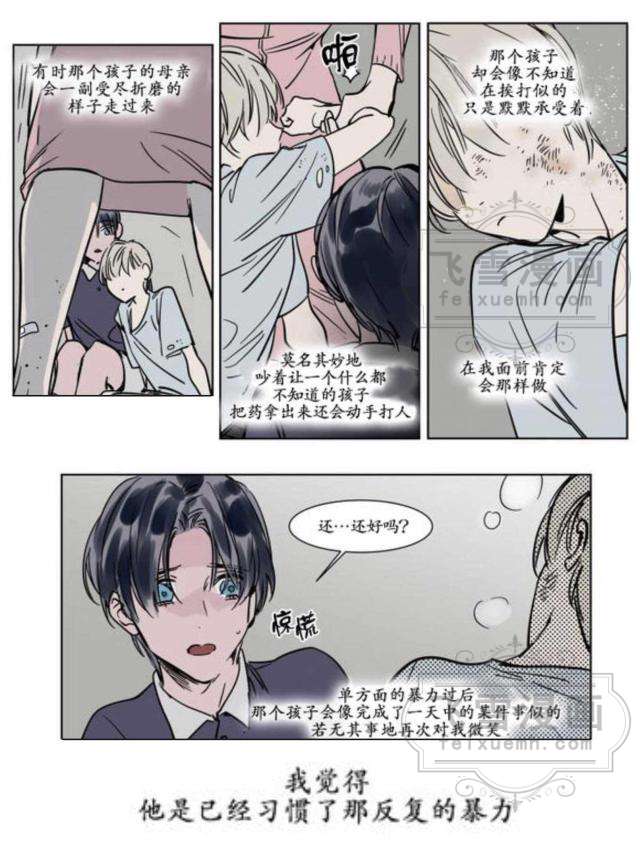 有时那个孩子的母亲
会一副受尽折磨的
样子走过来
啪
莫名其妙地
吵着让一个什么都
不知道的孩子
把药拿出来还会动手打人
那个孩子
却会像不知道
在挨打似的
只是默默承受着
飞雪漫画
feixuemh.com
在我面前肯定
会那样做
还…还好吗?
惊慌
单方面的暴力过后
那个孩子会像完成了一天中的某件事似的
若无其事地再次对我微笑
飞雪漫画
feixuemh.com
我觉得
他是已经习惯了那反复的暴力